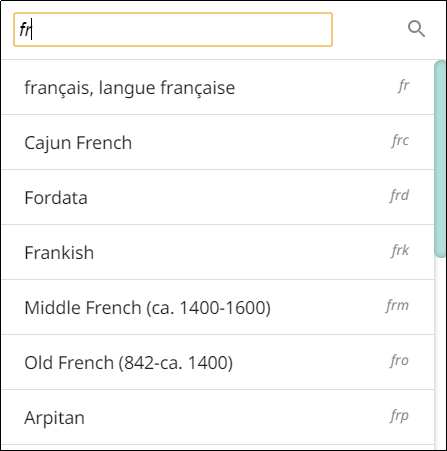 fr
français, langue française fr
Cajun French frc
Fordata frd
Frankish frk
Middle French (ca. 1400-1600) frm
Old French (842-ca. 1400) fro
Arpitan frp